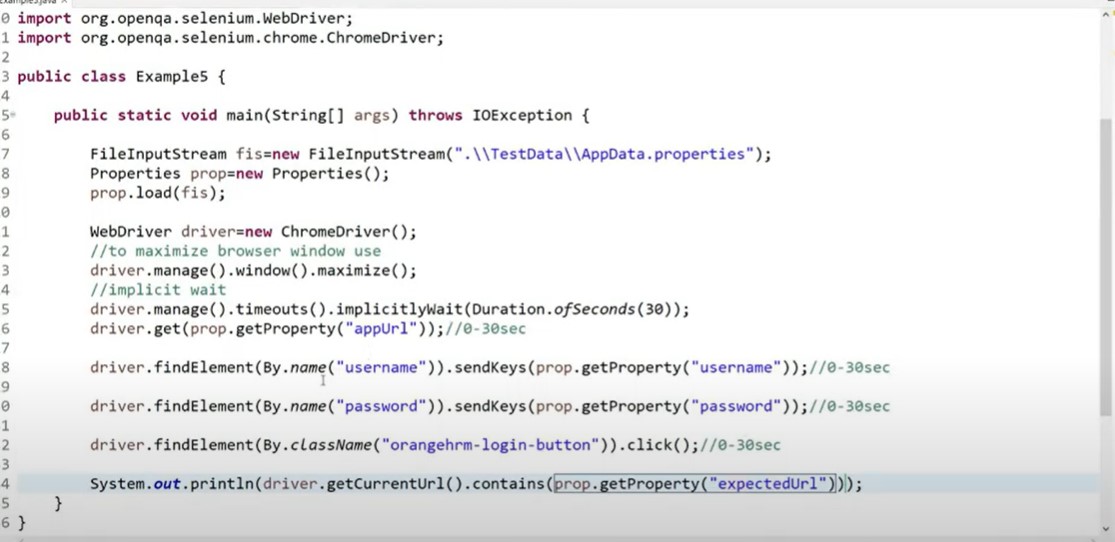 Example5.java
0 import org.openqa.selenium.WebDriver;
1 import org.openqa.selenium.chrome.ChromeDriver;
2
3 public class Example5 {
4
5 public static void main(String[] args) throws IOException {
6
7 FileInputStream fis=new FileInputStream(".\\TestData\\AppData.properties");
8 Properties prop=new Properties();
9 prop.load(fis);
0
1 WebDriver driver=new ChromeDriver();
2 //to maximize browser window use
3 driver.manage().window().maximize();
4 //implicit wait
5 driver.manage().timeouts().implicitlyWait(Duration.ofSeconds(30));
6 driver.get(prop.getProperty("appUrl"));//0-30sec
7
8 driver.findElement(By.name("username")).sendKeys(prop.getProperty("username"));//0-30sec
9
0 driver.findElement(By.name("password")).sendKeys(prop.getProperty("password"));//0-30sec
1
2 driver.findElement(By.className("orangehrm-login-button")).click();//0-30sec
3
4 System.out.println(driver.getCurrentUrl().contains(prop.getProperty("expectedUrl")));
5 }
6 }